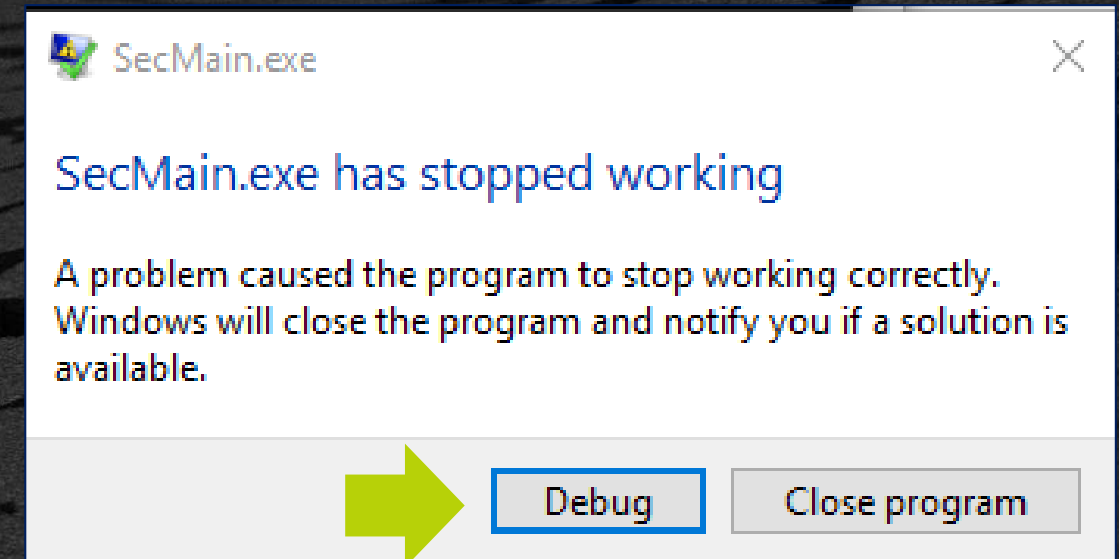 SecMain.exe
SecMain.exe has stopped working
A problem caused the program to stop working correctly.
Windows will close the program and notify you if a solution is
available.
Debug
Close program